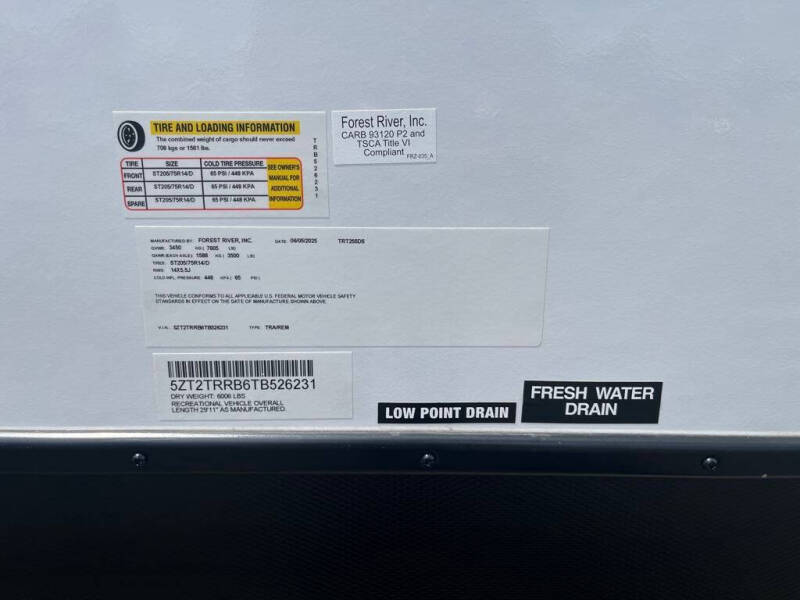 TIRE AND LOADING INFORMATION
The combined weight of cargo should never exceed
708 kgs or 1561 lbs.
TIRE SIZE COLD TIRE PRESSURE
FRONT ST205/75R14/D 65 PSI / 448 KPA
REAR ST205/75R14/D 65 PSI / 448 KPA
SPARE ST205/75R14/D 65 PSI / 448 KPA
SEE OWNER'S
MANUAL FOR
ADDITIONAL
INFORMATION
TRB526231
Forest River, Inc.
CARB 93120 P2 and
TSCA Title VI
Compliant
FRZ-035_A
MANUFACTURED BY: FOREST RIVER, INC. DATE: 06/05/2025 TRT25BDS
GVWR: 3450 KG.( 7605 LB)
GAWR (EACH AXLE): 1588 KG.( 3500 LB)
TIRES: ST205/75R14/D
RIMS: 14X5.5J
COLD INFL. PRESSURE: 448 KPA.( 65 PSI.)
THIS VEHICLE CONFORMS TO ALL APPLICABLE U.S. FEDERAL MOTOR VEHICLE SAFETY
STANDARDS IN EFFECT ON THE DATE OF MANUFACTURE SHOWN ABOVE.
V.I.N.: 5ZT2TRRB6TB526231 TYPE: TRA/REM
5ZT2TRRB6TB526231
DRY WEIGHT: 6006 LBS
RECREATIONAL VEHICLE OVERALL
LENGTH 29'11" AS MANUFACTURED.
LOW POINT DRAIN
FRESH WATER
DRAIN